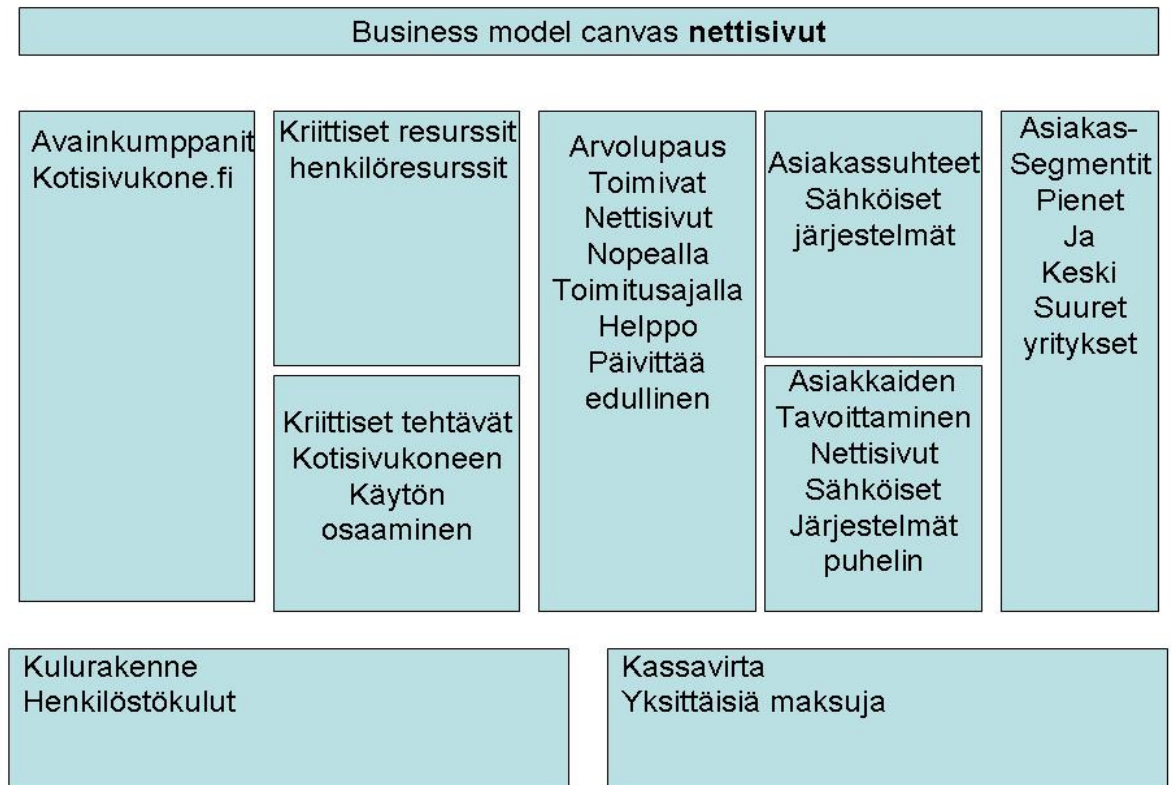 Business model canvas nettisivut
Avainkumppanit
Kotisivukone.fi
Kriittiset resurssit
henkilöresurssit
Kriittiset tehtävät
Kotisivukoneen
Käytön
osaaminen
Arvolupaus
Toimivat
Nettisivut
Nopealla
Toimitusajalla
Helppo
Päivittää
edullinen
Asiakassuhteet
Sähköiset
järjestelmät
Asiakkaiden
Tavoittaminen
Nettisivut
Sähköiset
Järjestelmät
puhelin
Asiakas-
Segmentit
Pienet
Ja
Keski
Suuret
yritykset
Kulurakenne
Henkilöstökulut
Kassavirta
Yksittäisiä maksuja